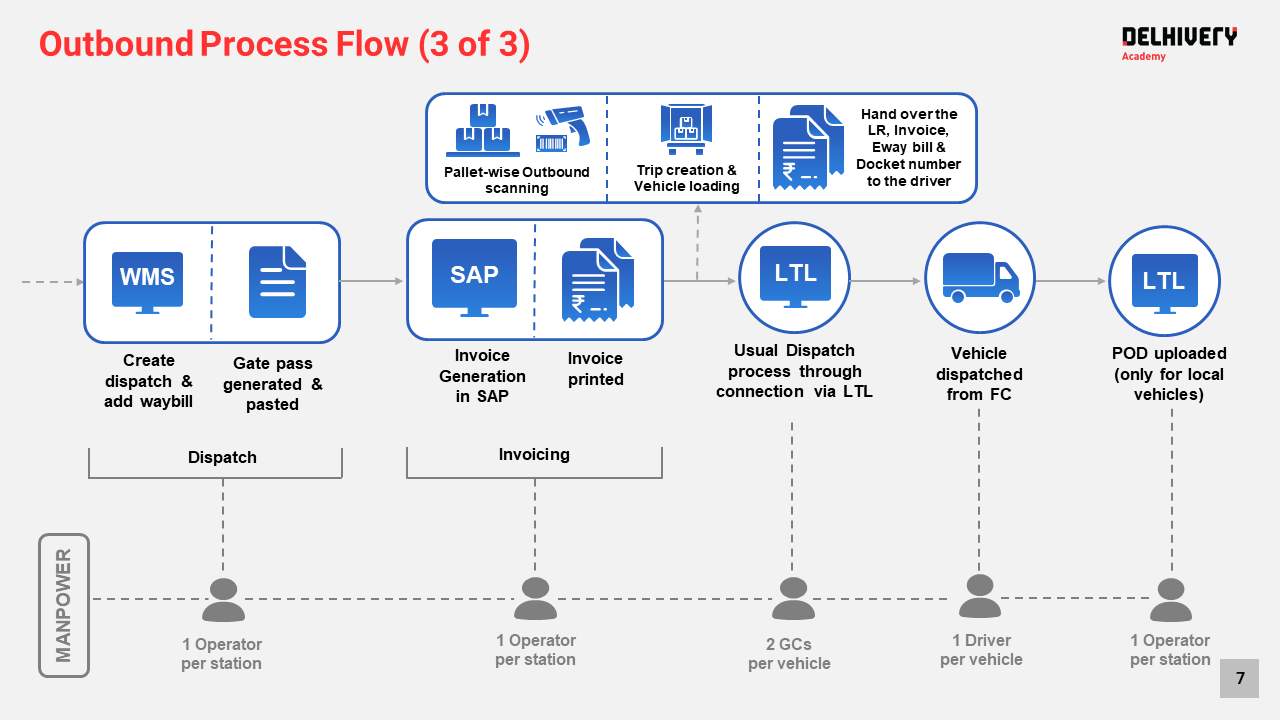 Outbound Process Flow (3 of 3)
DELHIVERY
Academy
Pallet-wise Outbound
scanning
Trip creation &
Vehicle loading
Hand over the
LR, Invoice,
Eway bill &
Docket number
to the driver
WMS
SAP
LTL
LTL
Create
dispatch &
add waybill
Gate pass
generated &
pasted
Invoice
Generation
in SAP
Invoice
printed
Usual Dispatch
process through
connection via LTL
Vehicle
dispatched
from FC
POD uploaded
(only for local
vehicles)
Dispatch
Invoicing
MANPOWER
1 Operator
per station
1 Operator
per station
2 GCs
per vehicle
1 Driver
per vehicle
1 Operator
per station
7